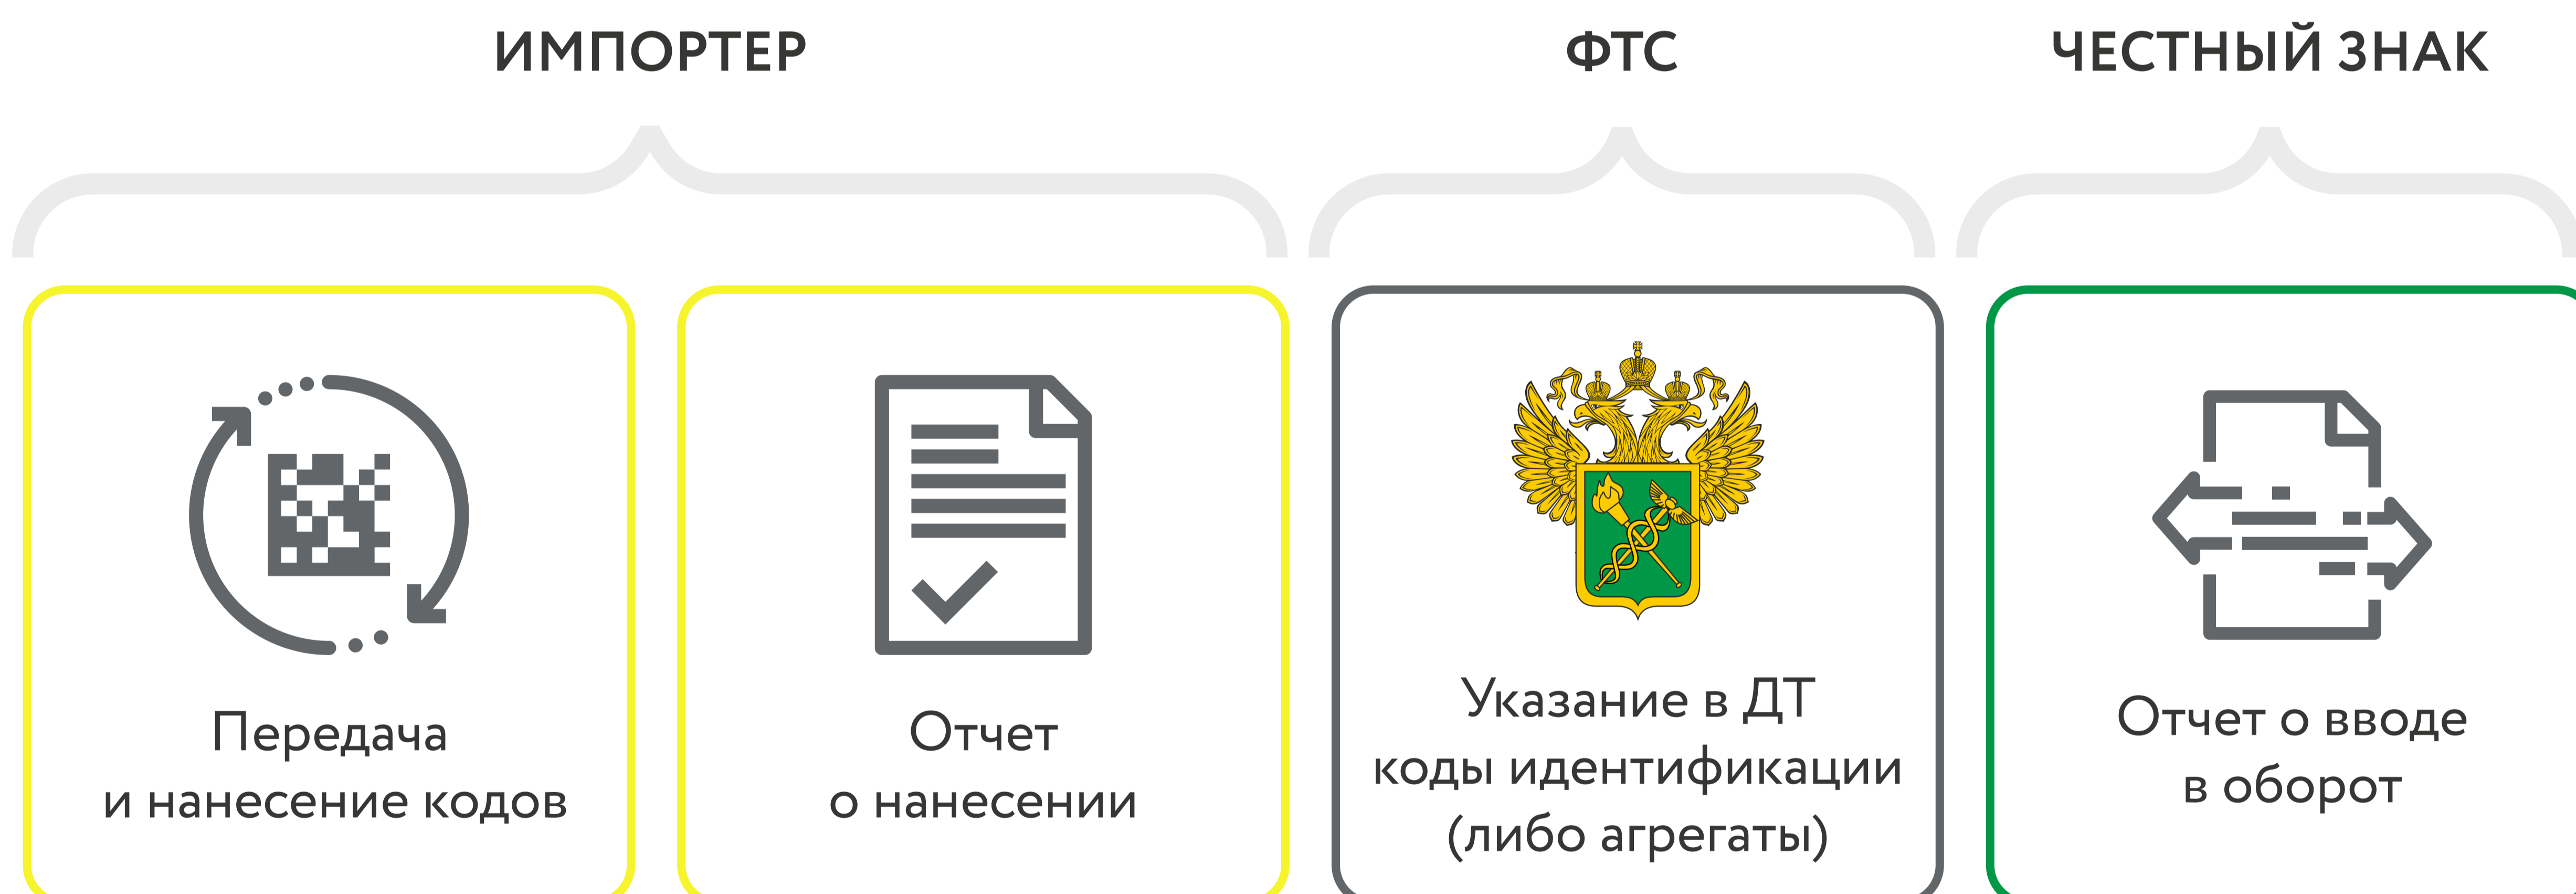 ИМПОРТЕР
ФТС
ЧЕСТНЫЙ ЗНАК
Передача
и нанесение кодов
Отчет
о нанесении
Указание в ДТ
коды идентификации
(либо агрегаты)
Отчет о вводе
в оборот